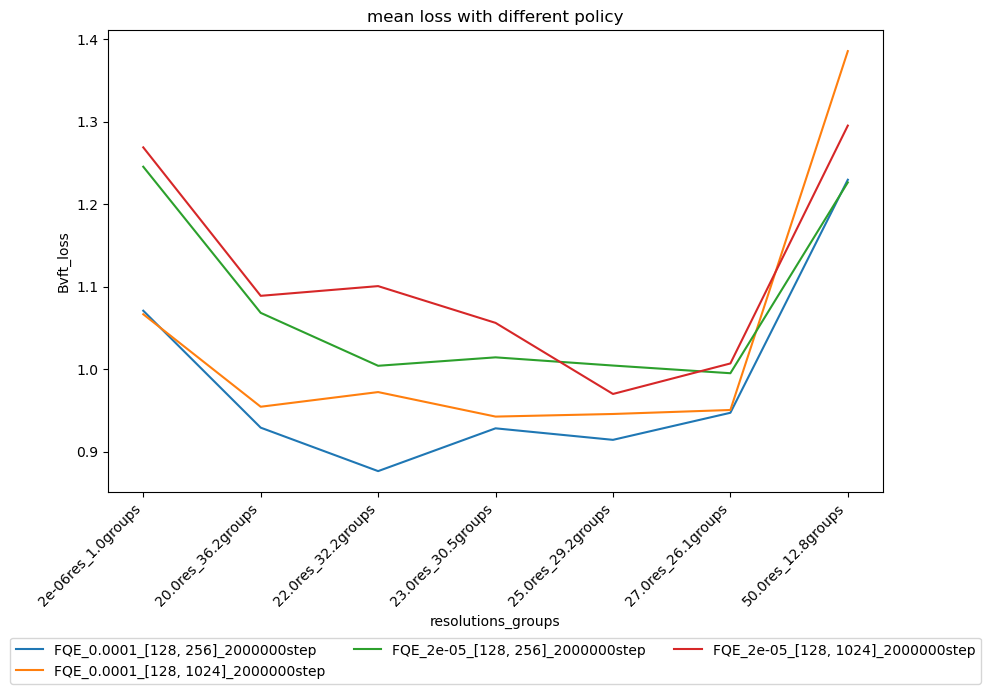 mean loss with different policy
1.4
1.3
1.2
1.1
1.0
0.9
Bvft_loss
2e-06res_1.0groups
20.0res_36.2groups
22.0res_32.2groups
23.0res_30.5groups
25.0res_29.2groups
27.0res_26.1groups
50.0res_12.8groups
resolutions_groups
FQE_0.0001_[128, 256]_2000000step
FQE_0.0001_[128, 1024]_2000000step
FQE_2e-05_[128, 256]_2000000step
FQE_2e-05_[128, 1024]_2000000step